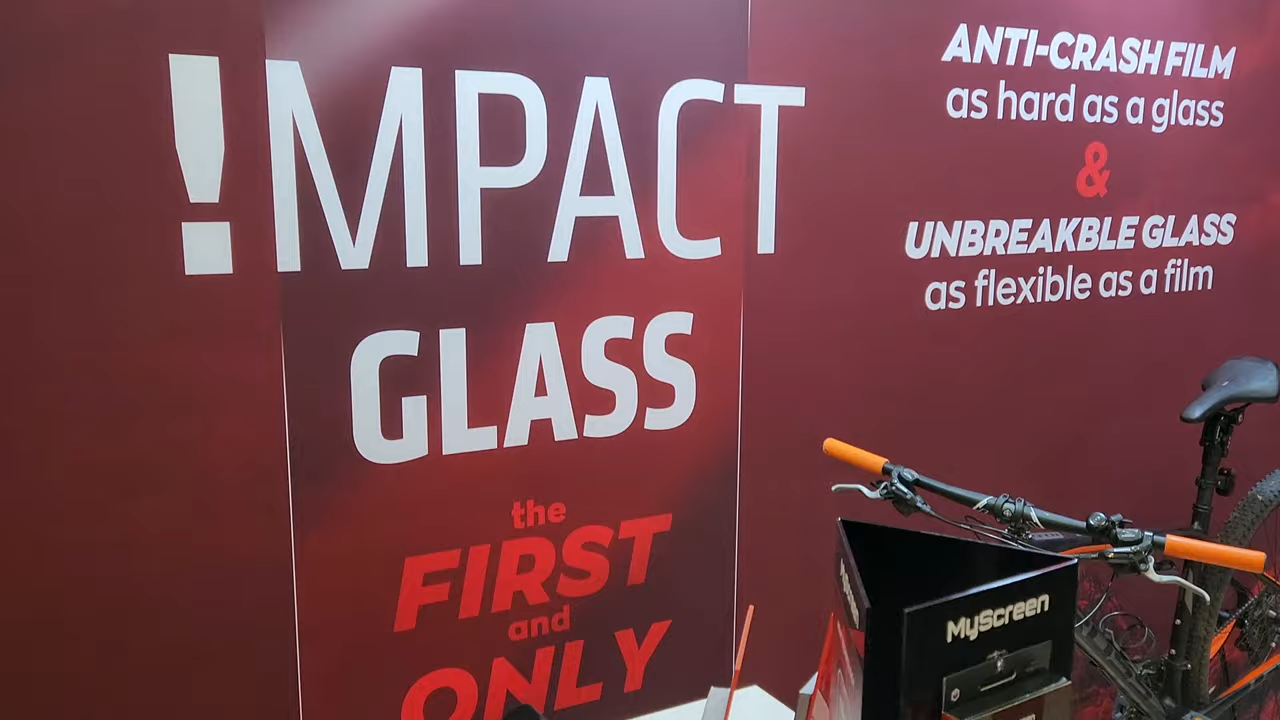 !MPACT
GLASS
the
FIRST
and
ONLY
ANTI-CRASH FILM
as hard as a glass
&
UNBREAKBLE GLASS
as flexible as a film
MyScreen